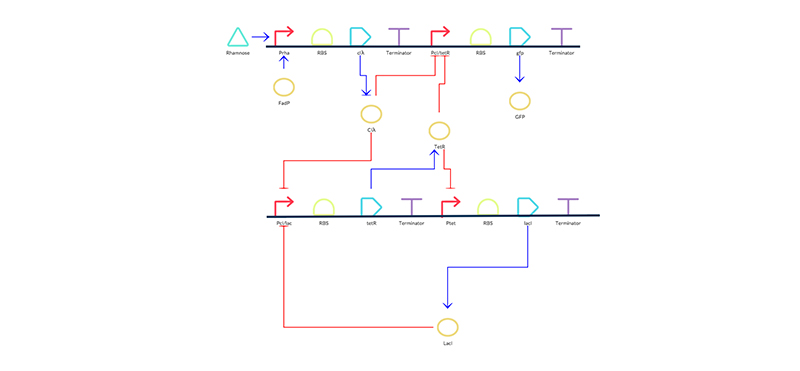 Rhamnose Prha RBS cIλ Terminator Pcl/tetR RBS gfp Terminator
FadP
GFP
CIλ
TetR
Pcl/lac RBS tetR Terminator Ptet RBS lacI Terminator
LacI